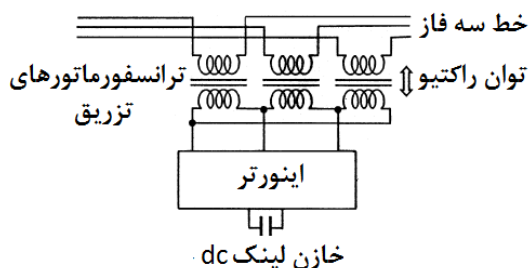 خط سه فاز
توان راکتیو
ترانسفورماتورهای
تزریق
اینورتر
خازن لینک dc